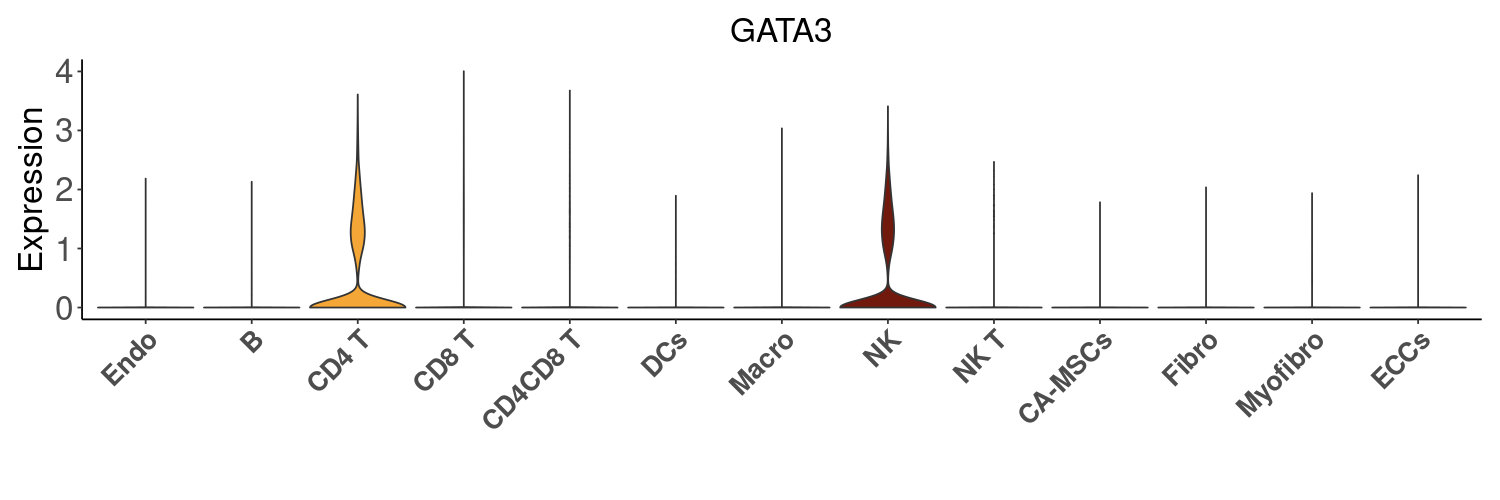 GATA3
Expression
4
3
2
1
0
Endo
B
CD4 T
CD8 T
CD4CD8 T
DCs
Macro
NK
NK T
CA-MSCs
Fibro
Myofibro
ECCs